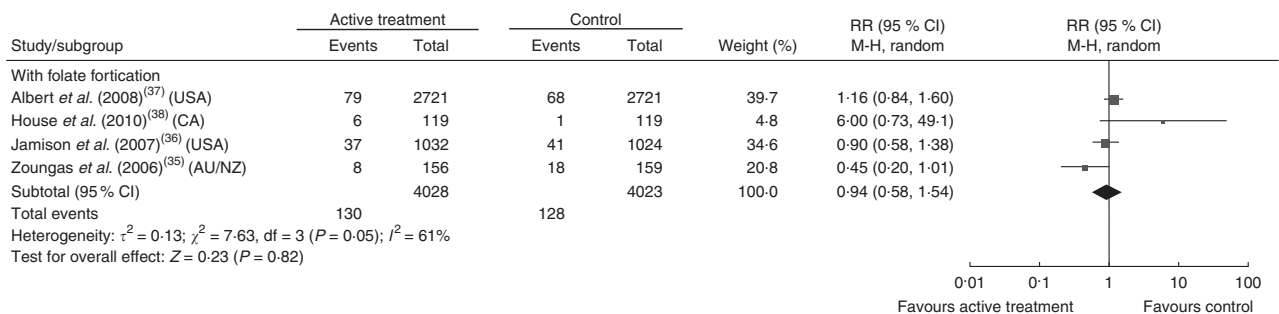 Active treatment Control RR (95 % CI) RR (95 % CI)
Study/subgroup Events Total Events Total Weight (%) M-H, random M-H, random
With folate fortication
Albert et al. (2008)(37) (USA) 79 2721 68 2721 39·7 1·16 (0·84, 1·60)
House et al. (2010)(38) (CA) 6 119 1 119 4·8 6·00 (0·73, 49·1)
Jamison et al. (2007)(36) (USA) 37 1032 41 1024 34·6 0·90 (0·58, 1·38)
Zoungas et al. (2006)(35) (AU/NZ) 8 156 18 159 20·8 0·45 (0·20, 1·01)
Subtotal (95 % CI) 4028 4023 100·0 0·94 (0·58, 1·54)
Total events 130 128
Heterogeneity: τ2 = 0·13; χ2 = 7·63, df = 3 (P = 0·05); I2 = 61%
Test for overall effect: Z = 0·23 (P = 0·82)
0·01 0·1 1 10 100
Favours active treatment Favours control